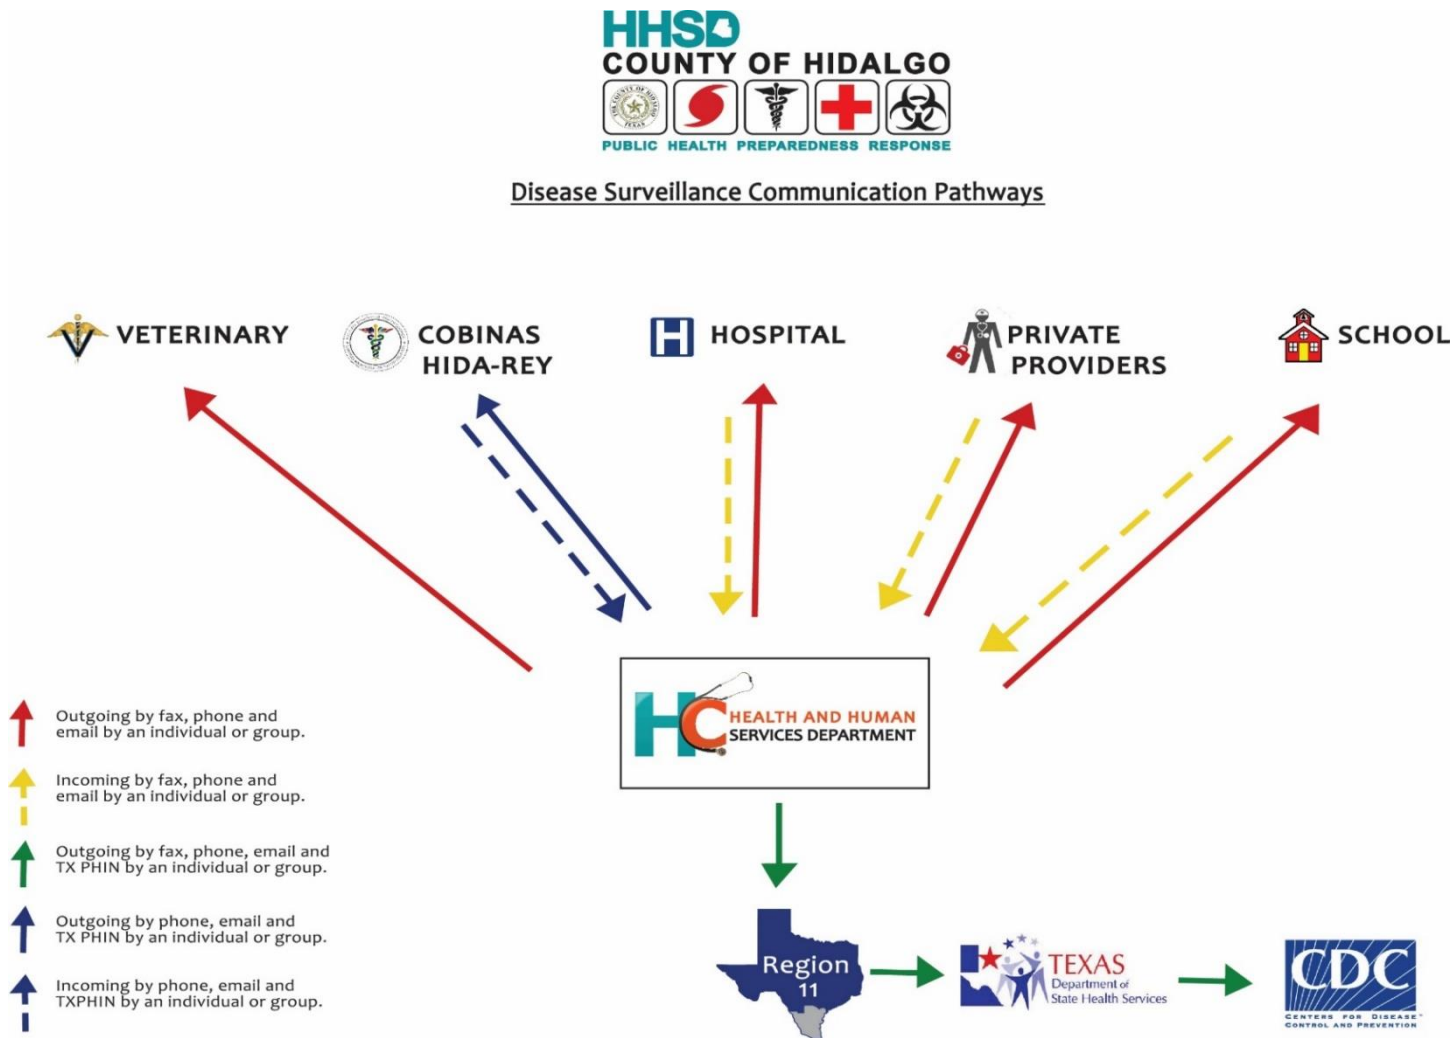 HHSD
COUNTY OF HIDALGO
PUBLIC HEALTH PREPAREDNESS RESPONSE
Disease Surveillance Communication Pathways
V
VETERINARY
COBINAS
HIDA-REY
H
HOSPITAL
PRIVATE
PROVIDERS
SCHOOL
HC
HEALTH AND HUMAN
SERVICES DEPARTMENT
Outgoing by fax, phone and
email by an individual or group.
Incoming by fax, phone and
email by an individual or group.
Outgoing by fax, phone, email and
TX PHIN by an individual or group.
Outgoing by phone, email and
TX PHIN by an individual or group.
Incoming by phone, email and
TXPHIN by an individual or group.
Region
11
TEXAS
Department of
State Health Services
CDC
CENTERS FOR DISEASE
CONTROL AND PREVENTION